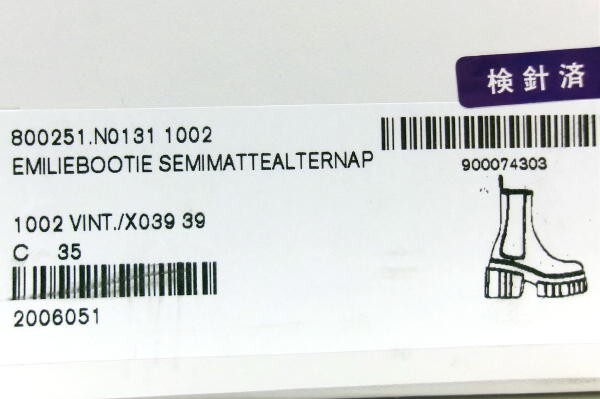 検針済
800251.N0131 1002
EMILIEBOOTIE SEMIMATTEALTERNAP
900074303
1002 VINT./X039 39
C 35
2006051